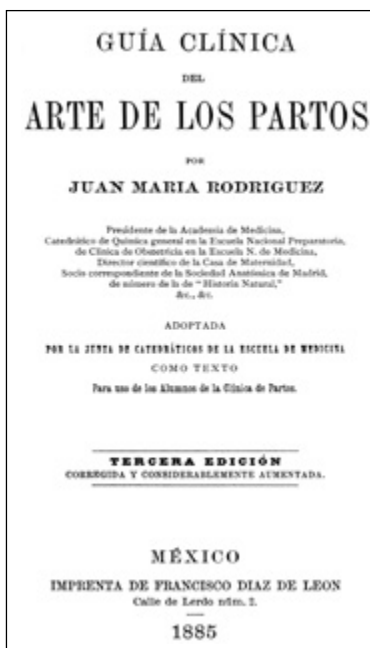 GUÍA CLÍNICA
DEL
ARTE DE LOS PARTOS
POR
JUAN MARIA RODRIGUEZ
Presidente de la Academia de Medicina,
Catedrático de Química general en la Escuela Nacional Preparatoria,
de Clínica de Obstetricia en la Escuela N. de Medicina,
Director científico de la Casa de Maternidad,
Socio correspondiente de la Sociedad Anatómica de Madrid,
de número de la de "Historia Natural,"
&c., &c.
ADOPTADA
POR LA JUNTA DE CATEDRÁTICOS DE LA ESCUELA DE MEDICINA
COMO TEXTO
Para uso de los Alumnos de la Clínica de Partos.
TERCERA EDICIÓN
CORREGIDA Y CONSIDERABLEMENTE AUMENTADA.
MÉXICO
IMPRENTA DE FRANCISCO DIAZ DE LEON
Calle de Lerdo núm. 2.
1885